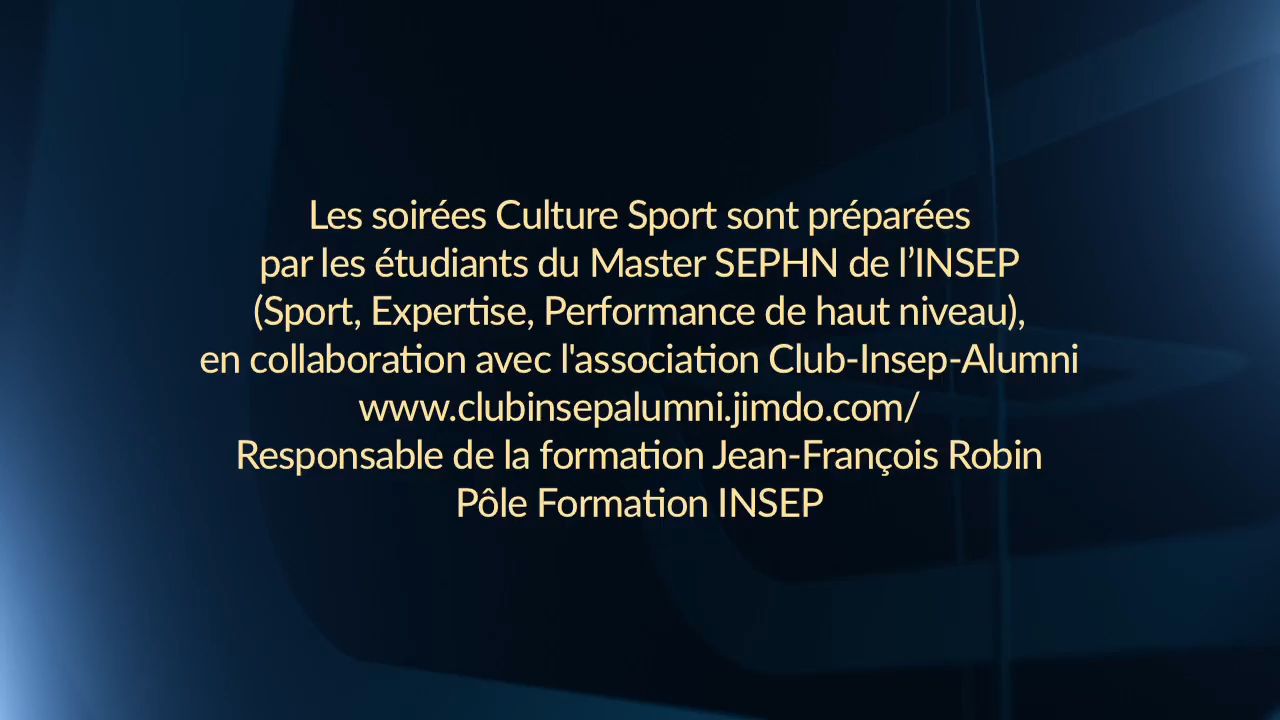 Les soirées Culture Sport sont préparées
par les étudiants du Master SEPHN de l’INSEP
(Sport, Expertise, Performance de haut niveau),
en collaboration avec l'association Club-Insep-Alumni
www.clubinsepalumni.jimdo.com/
Responsable de la formation Jean-François Robin
Pôle Formation INSEP